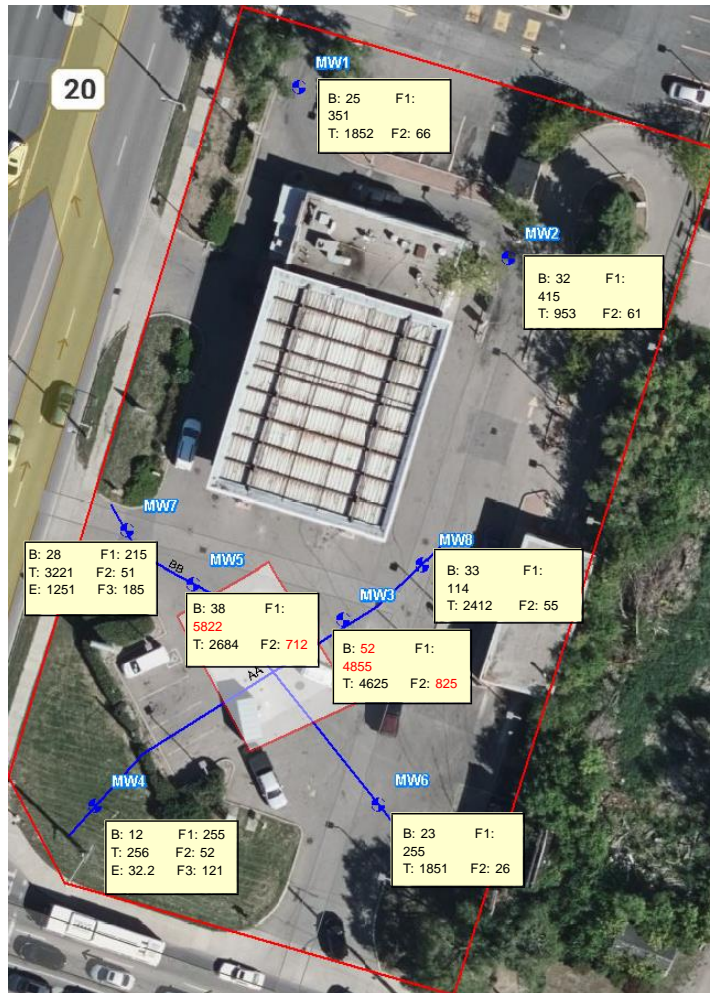 MW1
20
B: 25 F1:
351
T: 1852 F2: 66
MW2
B: 32 F1:
415
T: 953 F2: 61
MW7
B: 28 F1: 215
T: 3221 F2: 51
E: 1251 F3: 185
BB
MW5
B: 38 F1:
5822
T: 2684 F2: 712
MW8
B: 33 F1:
114
T: 2412 F2: 55
MW3
B: 52 F1:
4855
T: 4625 F2: 825
AA
MW4
B: 12 F1: 255
T: 256 F2: 52
E: 32.2 F3: 121
MW6
B: 23 F1:
255
T: 1851 F2: 26